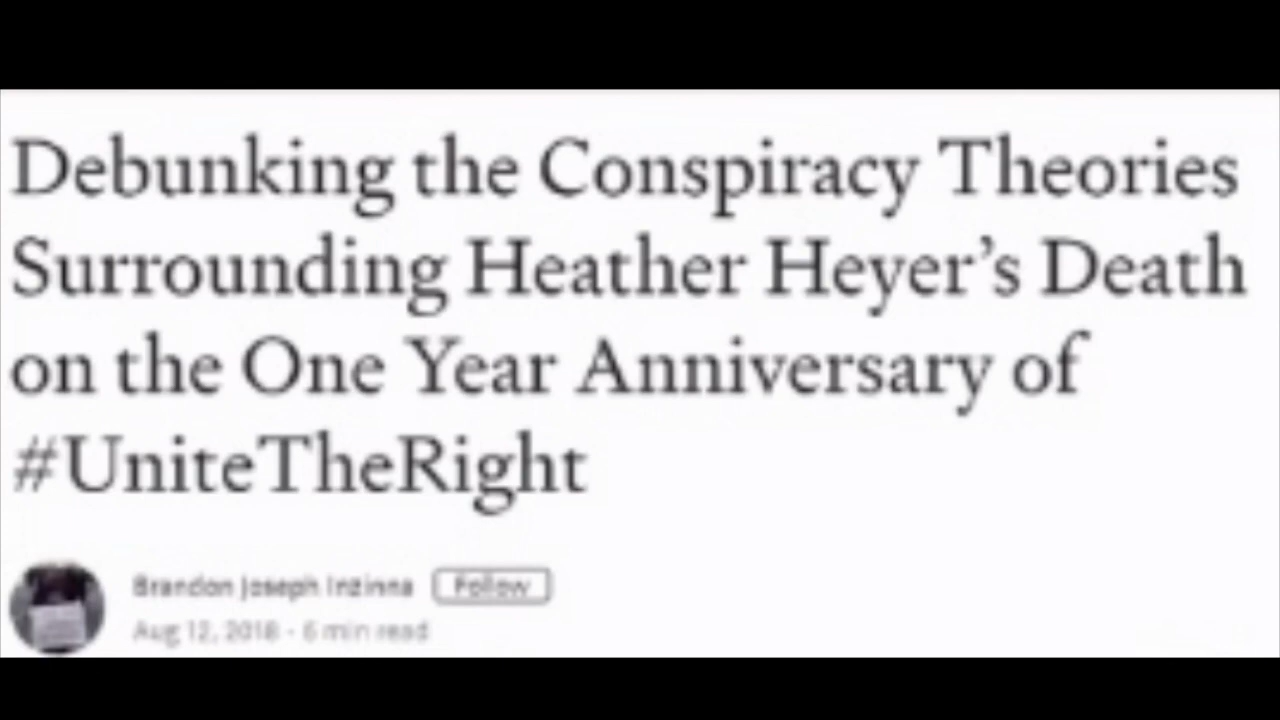 Debunking the Conspiracy Theories
Surrounding Heather Heyer’s Death
on the One Year Anniversary of
#UniteTheRight
Brandon Joseph Inzinna Follow
Aug 12, 2018 · 6 min read